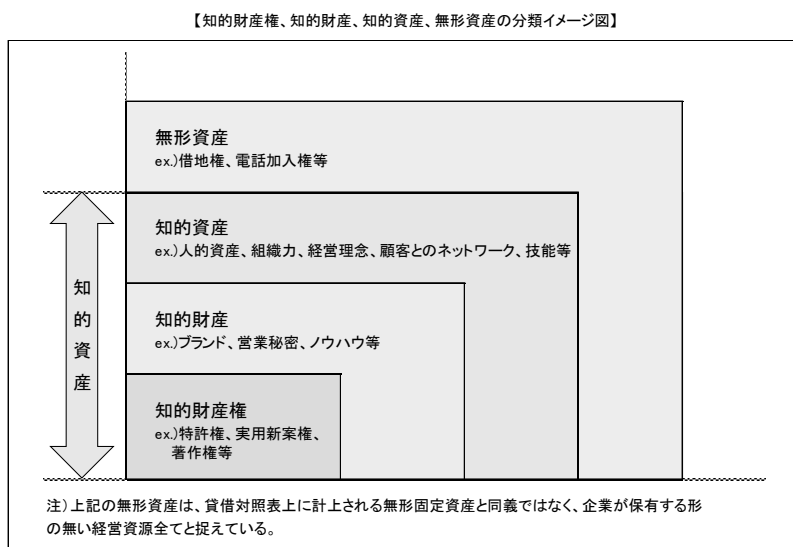 【知的財産権、知的財産、知的資産、無形資産の分類イメージ図】
無形資産
ex.)借地権、電話加入権等
知的資産
ex.)人的資産、組織力、経営理念、顧客とのネットワーク、技能等
知的財産
ex.)ブランド、営業秘密、ノウハウ等
知的財産権
ex.)特許権、実用新案権、
著作権等
知的資産
注)上記の無形資産は、貸借対照表上に計上される無形固定資産と同義ではなく、企業が保有する形
の無い経営資源全てと捉えている。